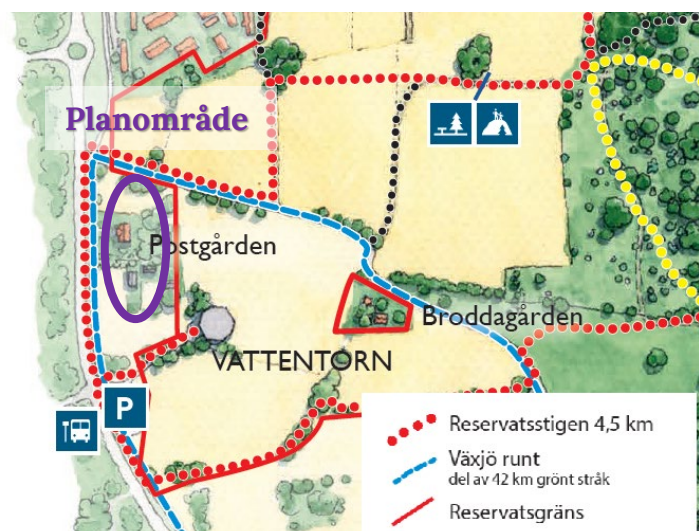 Planområde
Postgården
Broddagården
VATTENTORN
P
Reservatsstigen 4,5 km
Växjö runt
del av 42 km grönt stråk
Reservatsgräns